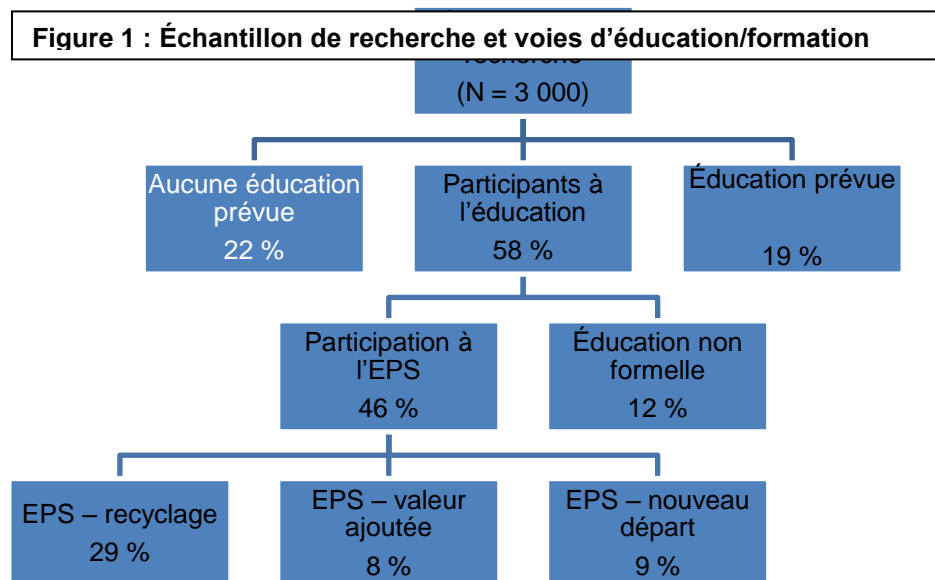 Figure 1 : Échantillon de recherche et voies d’éducation/formation
recherche
(N = 3 000)
Aucune éducation
prévue
22 %
Participants à
l’éducation
58 %
Éducation prévue
19 %
Participation à
l’EPS
46 %
Éducation non
formelle
12 %
EPS – recyclage
29 %
EPS – valeur
ajoutée
8 %
EPS – nouveau
départ
9 %